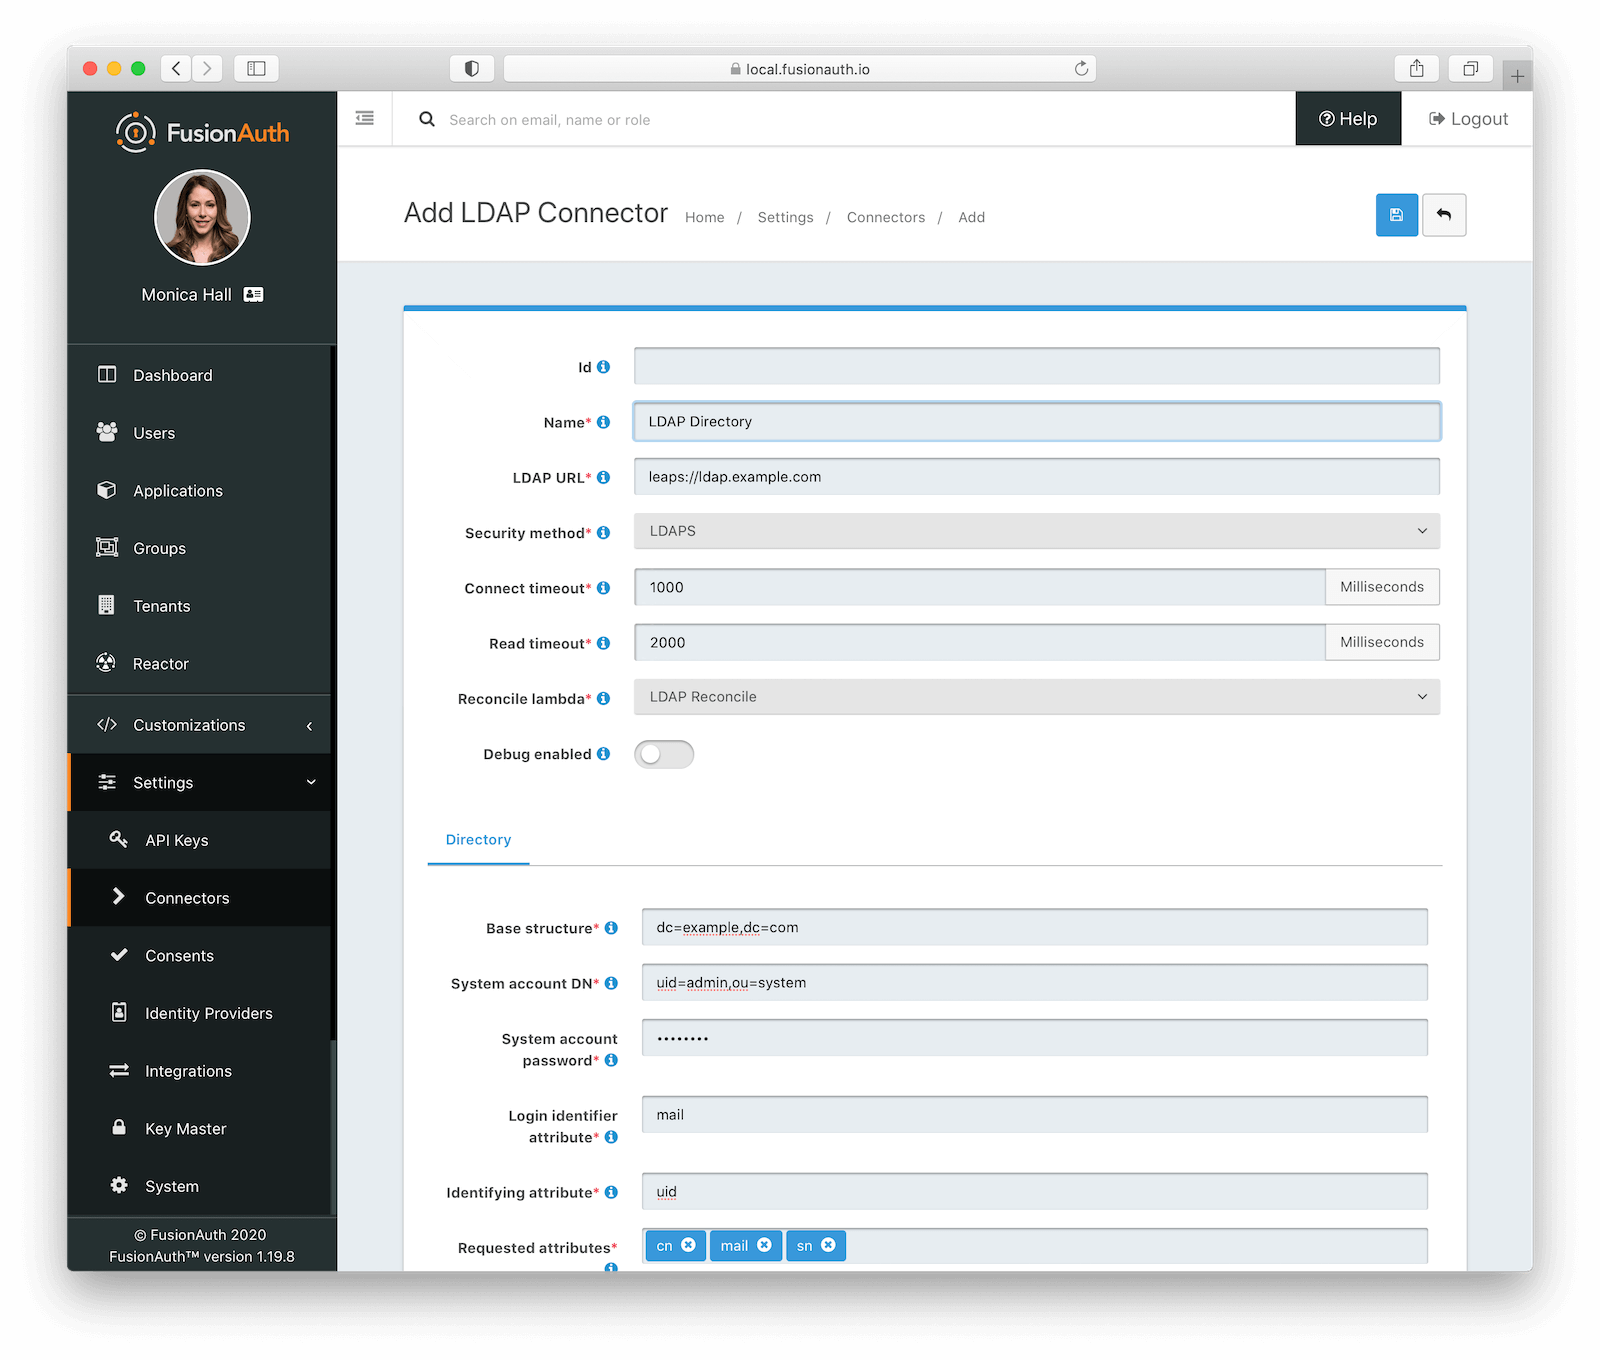 local.fusionauth.io
FusionAuth
Search on email, name or role
Help
Logout
Monica Hall
Add LDAP Connector
Home / Settings / Connectors / Add
Dashboard
Users
Applications
Groups
Tenants
Reactor
Customizations
Settings
API Keys
Connectors
Consents
Identity Providers
Integrations
Key Master
System
© FusionAuth 2020
FusionAuth™ version 1.19.8
Id
Name* LDAP Directory
LDAP URL* leaps://ldap.example.com
Security method* LDAPS
Connect timeout* 1000 Milliseconds
Read timeout* 2000 Milliseconds
Reconcile lambda* LDAP Reconcile
Debug enabled
Directory
Base structure* dc=example,dc=com
System account DN* uid=admin,ou=system
System account
password* ••••••••
Login identifier
attribute* mail
Identifying attribute* uid
Requested attributes* cn mail sn